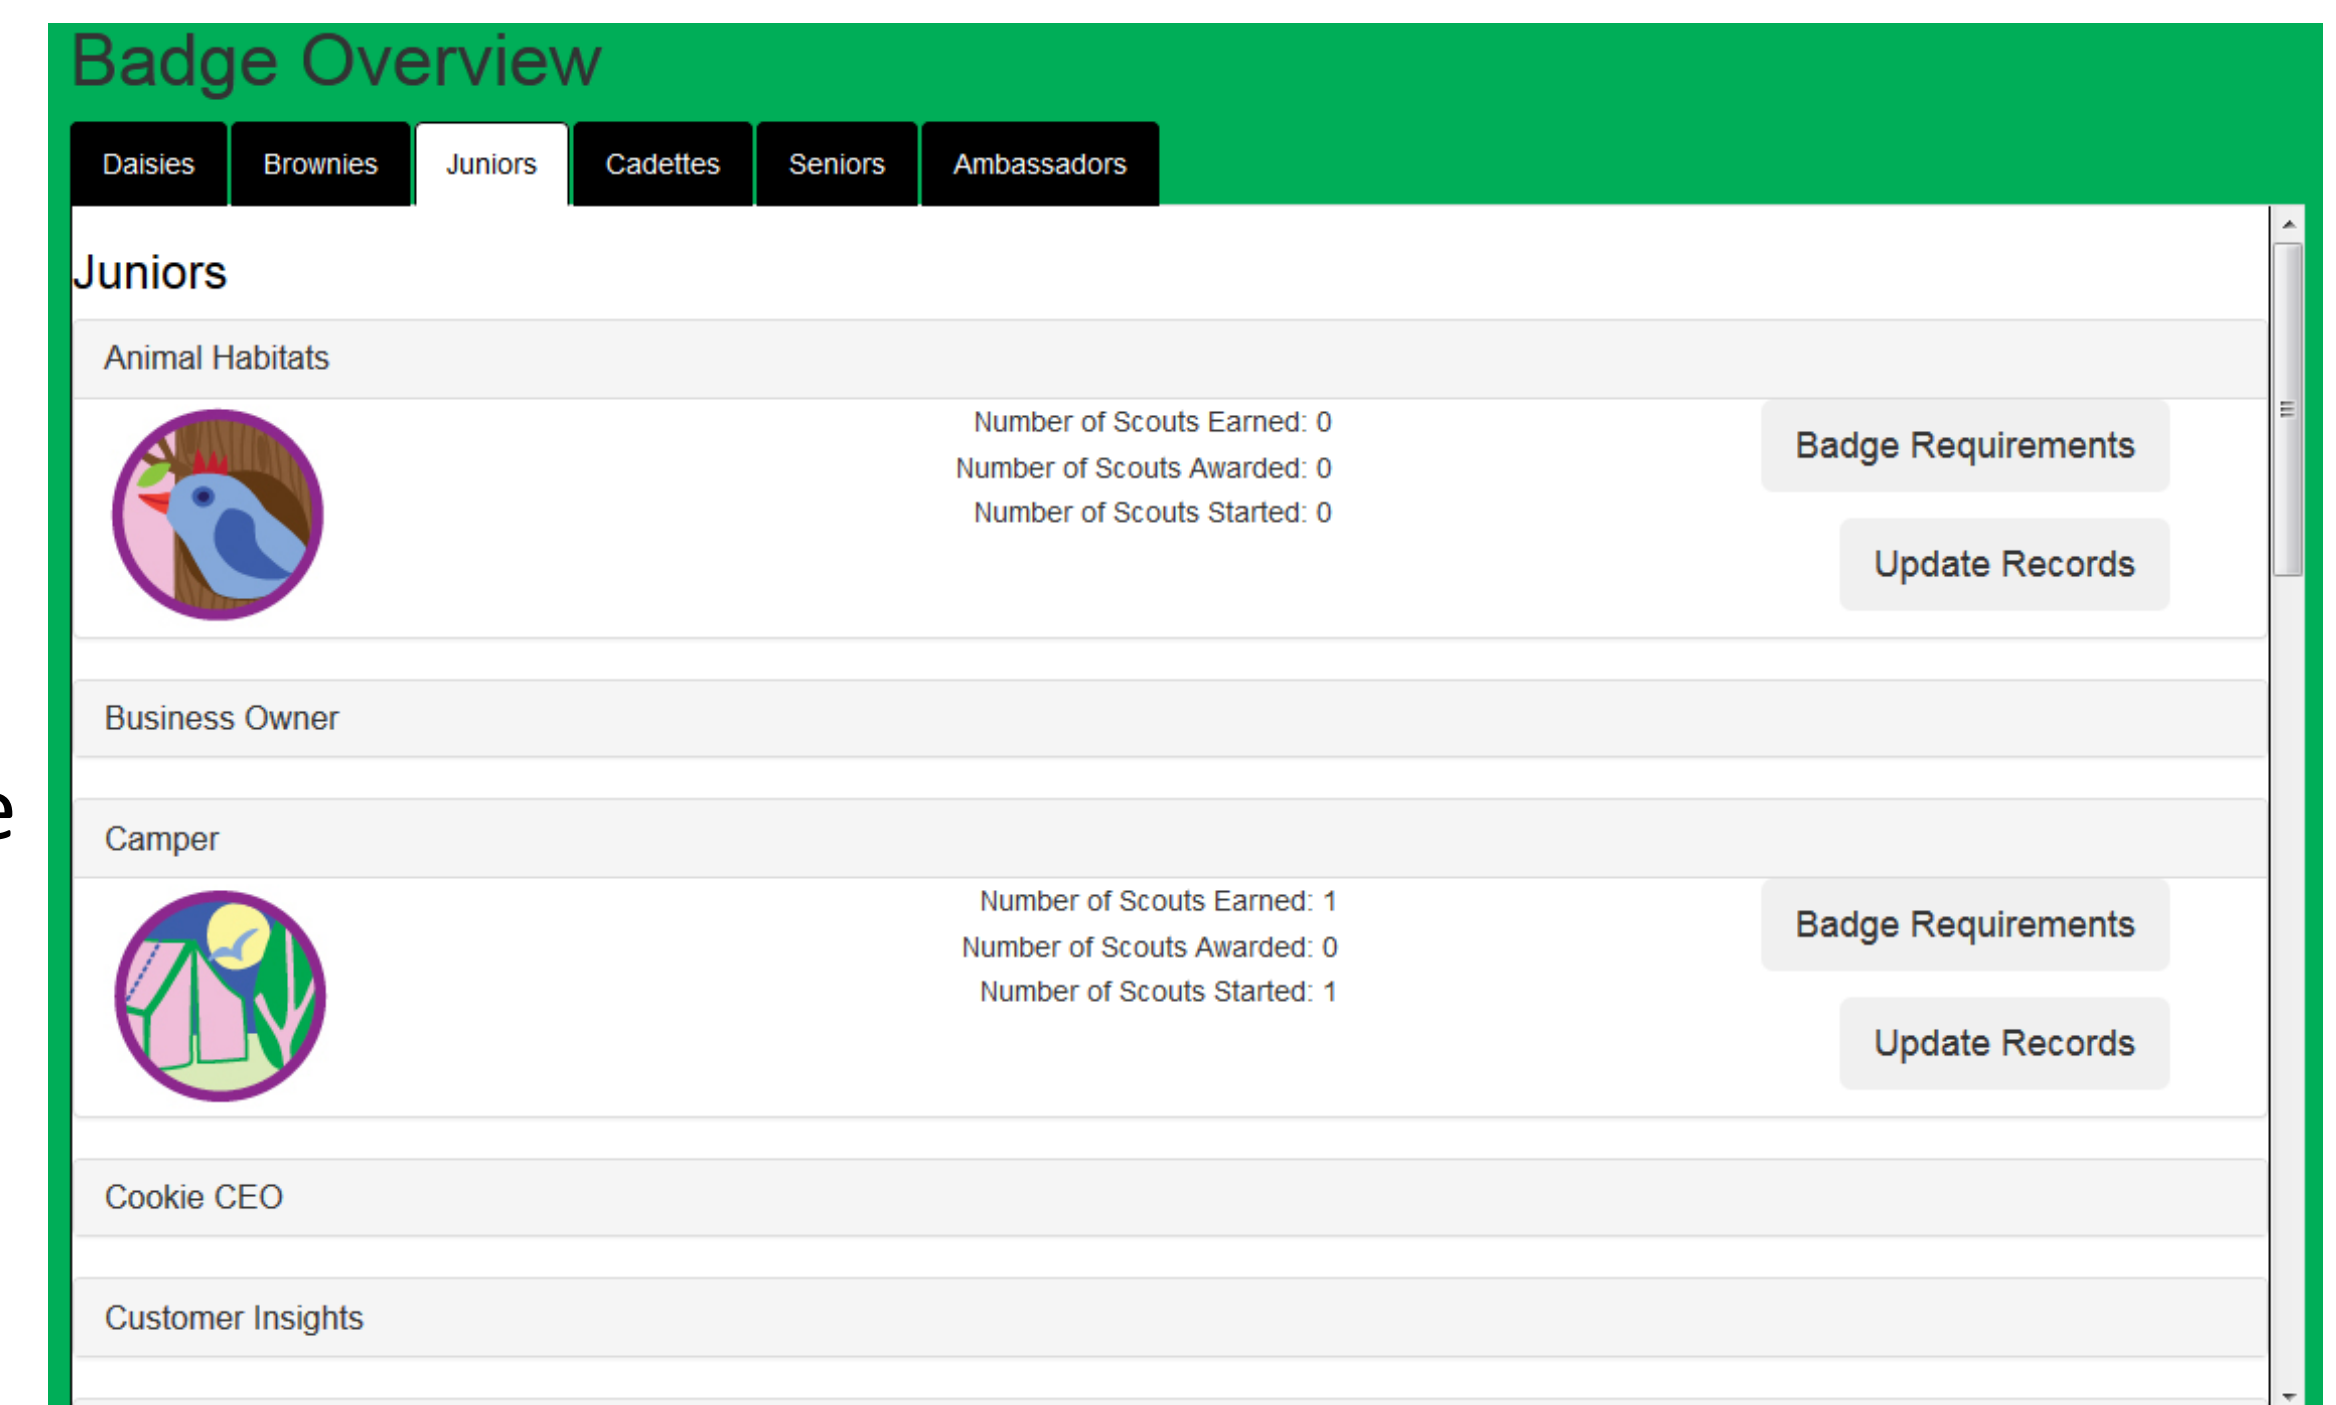 Badge Overview
Daisies Brownies Juniors Cadettes Seniors Ambassadors
Juniors
Animal Habitats
Number of Scouts Earned: 0
Number of Scouts Awarded: 0
Number of Scouts Started: 0
Badge Requirements
Update Records
Business Owner
e
Camper
Number of Scouts Earned: 1
Number of Scouts Awarded: 0
Number of Scouts Started: 1
Badge Requirements
Update Records
Cookie CEO
Customer Insights